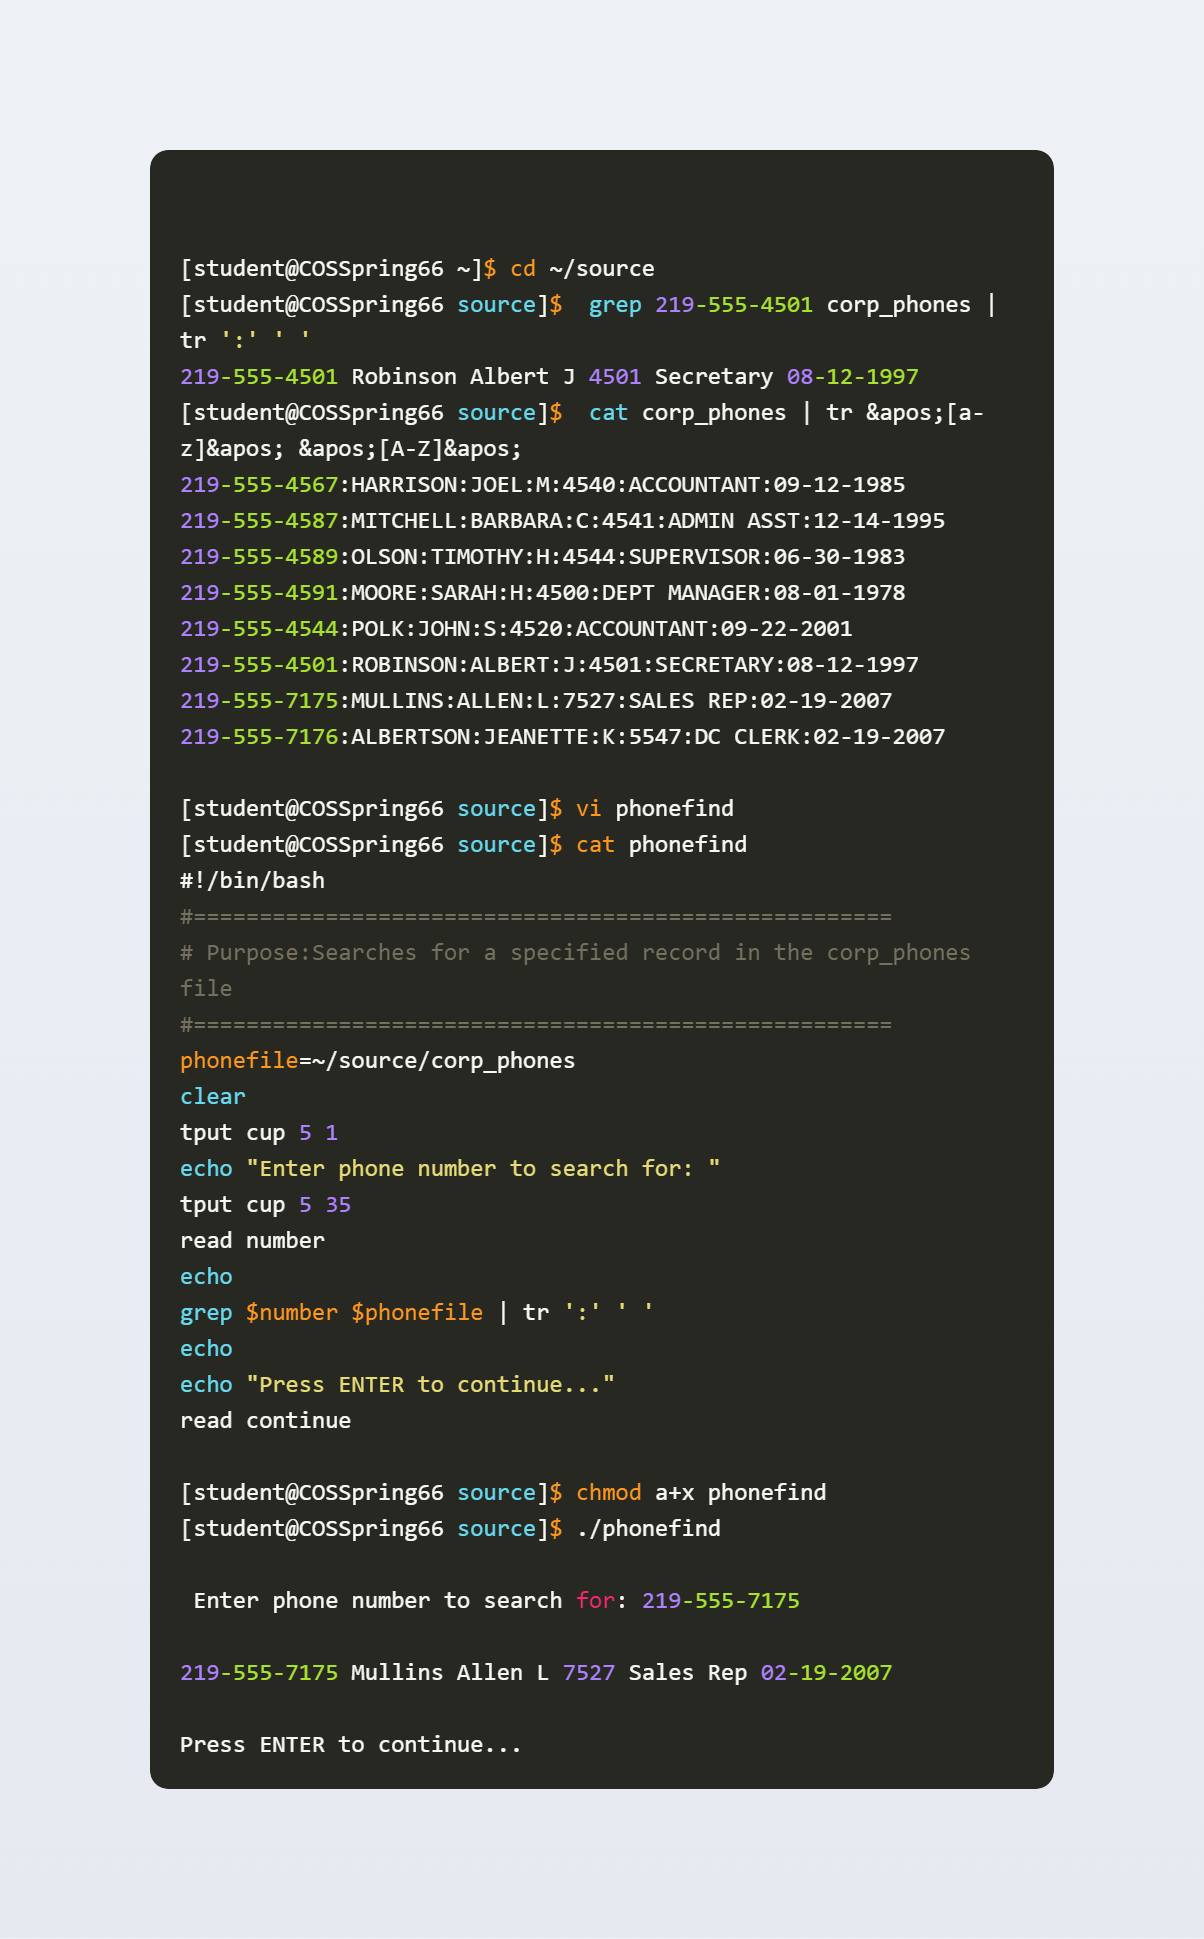 [student@COSSpring66 ~]$ cd ~/source
[student@COSSpring66 source]$  grep 219-555-4501 corp_phones |
tr ':' ' '
219-555-4501 Robinson Albert J 4501 Secretary 08-12-1997
[student@COSSpring66 source]$  cat corp_phones | tr &apos;[a-
z]&apos; &apos;[A-Z]&apos;
219-555-4567:HARRISON:JOEL:M:4540:ACCOUNTANT:09-12-1985
219-555-4587:MITCHELL:BARBARA:C:4541:ADMIN ASST:12-14-1995
219-555-4589:OLSON:TIMOTHY:H:4544:SUPERVISOR:06-30-1983
219-555-4591:MOORE:SARAH:H:4500:DEPT MANAGER:08-01-1978
219-555-4544:POLK:JOHN:S:4520:ACCOUNTANT:09-22-2001
219-555-4501:ROBINSON:ALBERT:J:4501:SECRETARY:08-12-1997
219-555-7175:MULLINS:ALLEN:L:7527:SALES REP:02-19-2007
219-555-7176:ALBERTSON:JEANETTE:K:5547:DC CLERK:02-19-2007

[student@COSSpring66 source]$ vi phonefind
[student@COSSpring66 source]$ cat phonefind
#!/bin/bash
#=====================================================
# Purpose:Searches for a specified record in the corp_phones
file
#=====================================================
phonefile=~/source/corp_phones
clear
tput cup 5 1
echo "Enter phone number to search for: "
tput cup 5 35
read number
echo
grep $number $phonefile | tr ':' ' '
echo
echo "Press ENTER to continue..."
read continue

[student@COSSpring66 source]$ chmod a+x phonefind
[student@COSSpring66 source]$ ./phonefind

 Enter phone number to search for: 219-555-7175

219-555-7175 Mullins Allen L 7527 Sales Rep 02-19-2007

Press ENTER to continue...